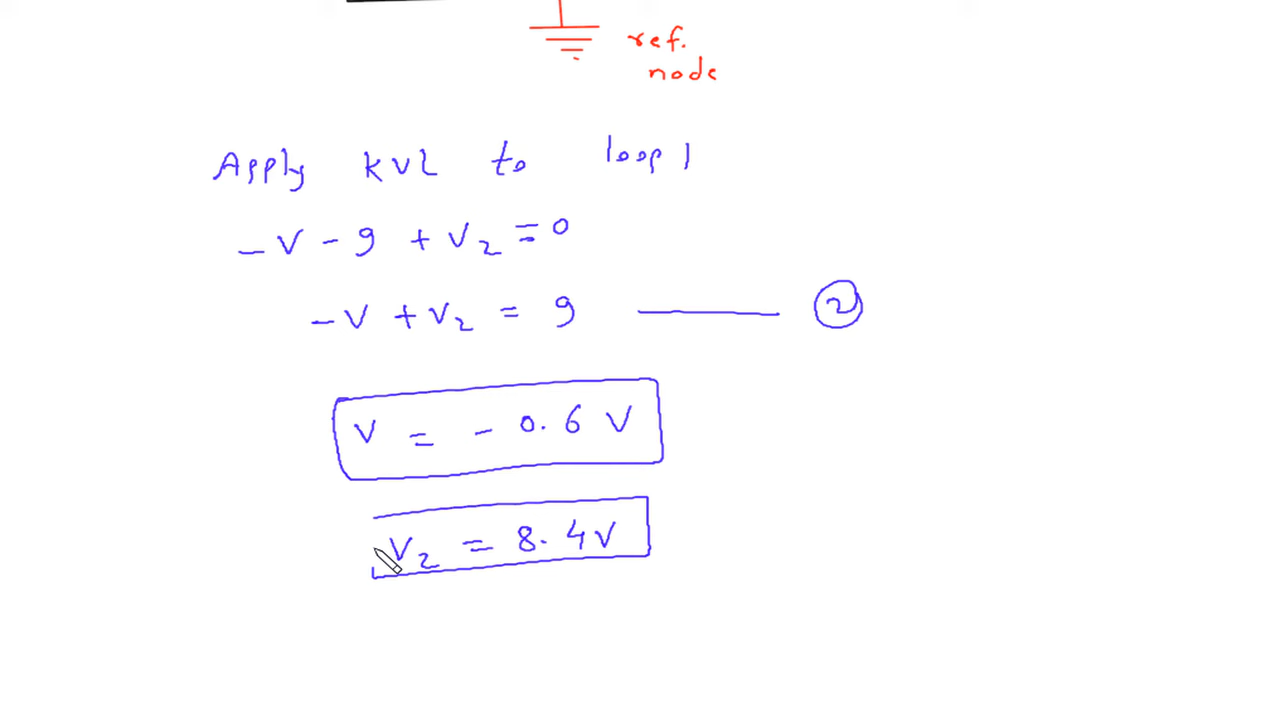 ref.
node
Apply KVL to loop 1
-V - 9 + V₂ = 0
-V + V₂ = 9 ——— ②
V = - 0.6 V
V₂ = 8.4V